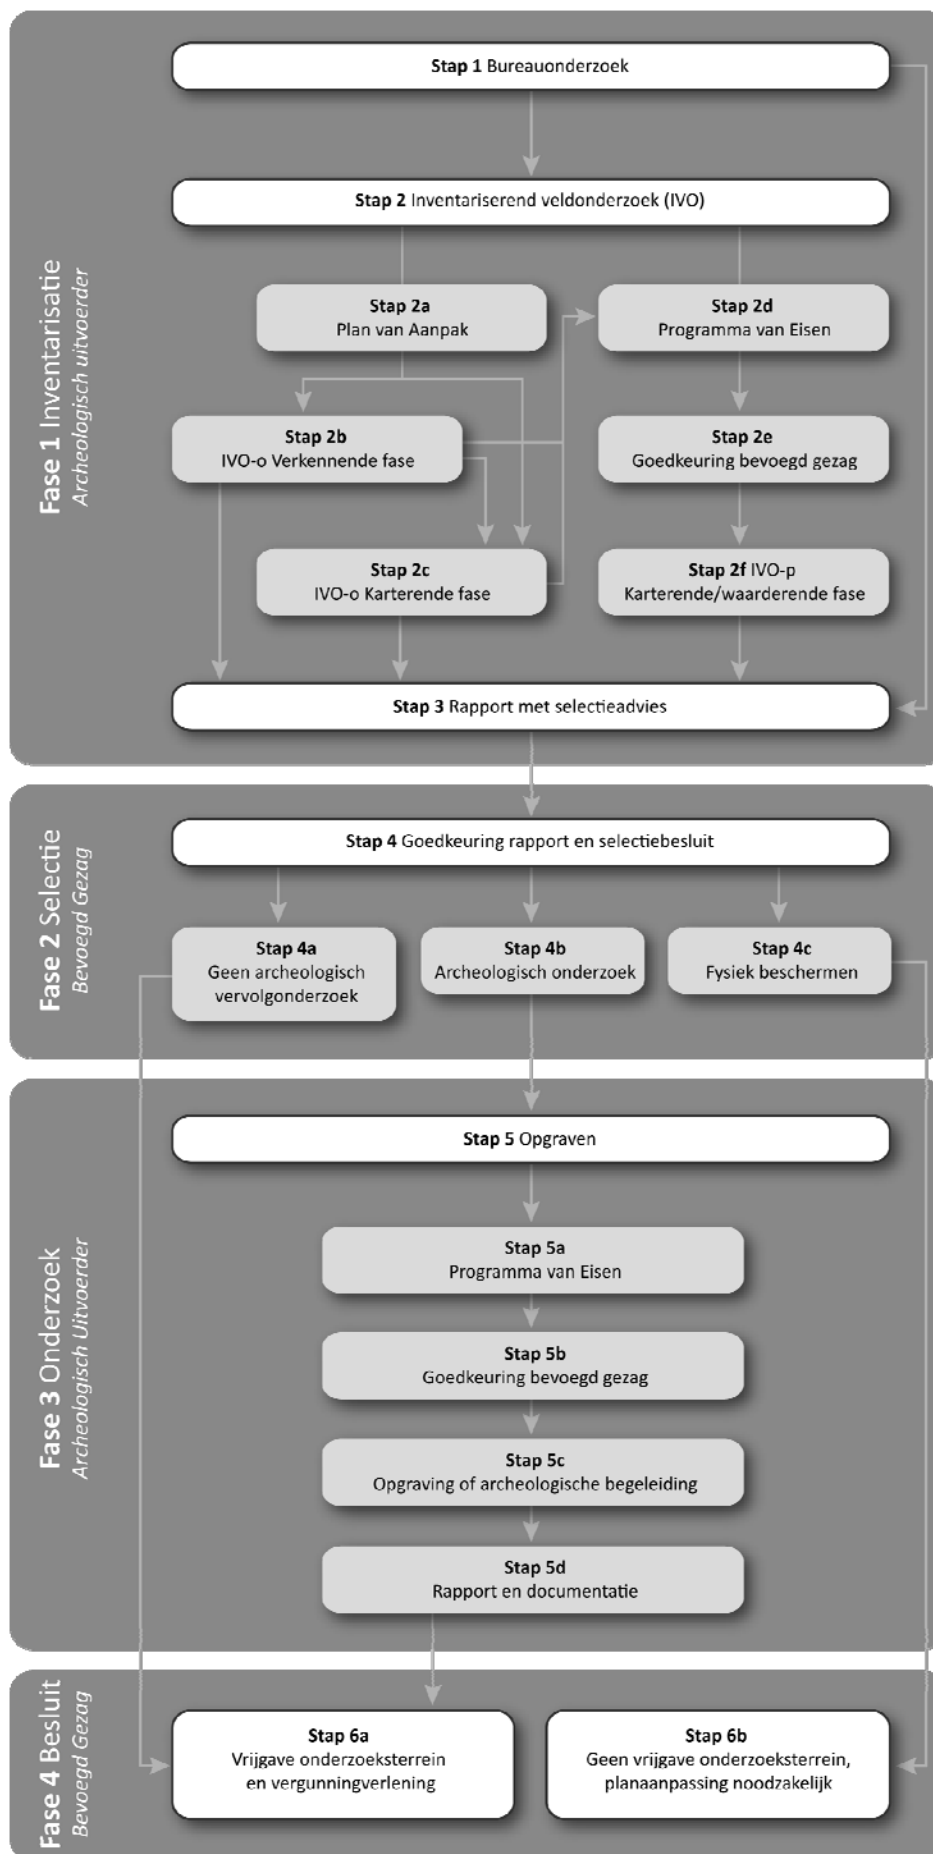 Fase 1 Inventarisatie
Archeologisch uitvoerder
Stap 1 Bureauonderzoek
Stap 2 Inventariserend veldonderzoek (IVO)
Stap 2a
Plan van Aanpak
Stap 2d
Programma van Eisen
Stap 2b
IVO-o Verkennende fase
Stap 2e
Goedkeuring bevoegd gezag
Stap 2c
IVO-o Karterende fase
Stap 2f IVO-p
Karterende/waarderende fase
Stap 3 Rapport met selectieadvies
Fase 2 Selectie
Bevoegd Gezag
Stap 4 Goedkeuring rapport en selectiebesluit
Stap 4a
Geen archeologisch
vervolgonderzoek
Stap 4b
Archeologisch onderzoek
Stap 4c
Fysiek beschermen
Fase 3 Onderzoek
Archeologisch Uitvoerder
Stap 5 Opgraven
Stap 5a
Programma van Eisen
Stap 5b
Goedkeuring bevoegd gezag
Stap 5c
Opgraving of archeologische begeleiding
Stap 5d
Rapport en documentatie
Fase 4 Besluit
Bevoegd Gezag
Stap 6a
Vrijgave onderzoeksterrein
en vergunningverlening
Stap 6b
Geen vrijgave onderzoeksterrein,
planaanpassing noodzakelijk